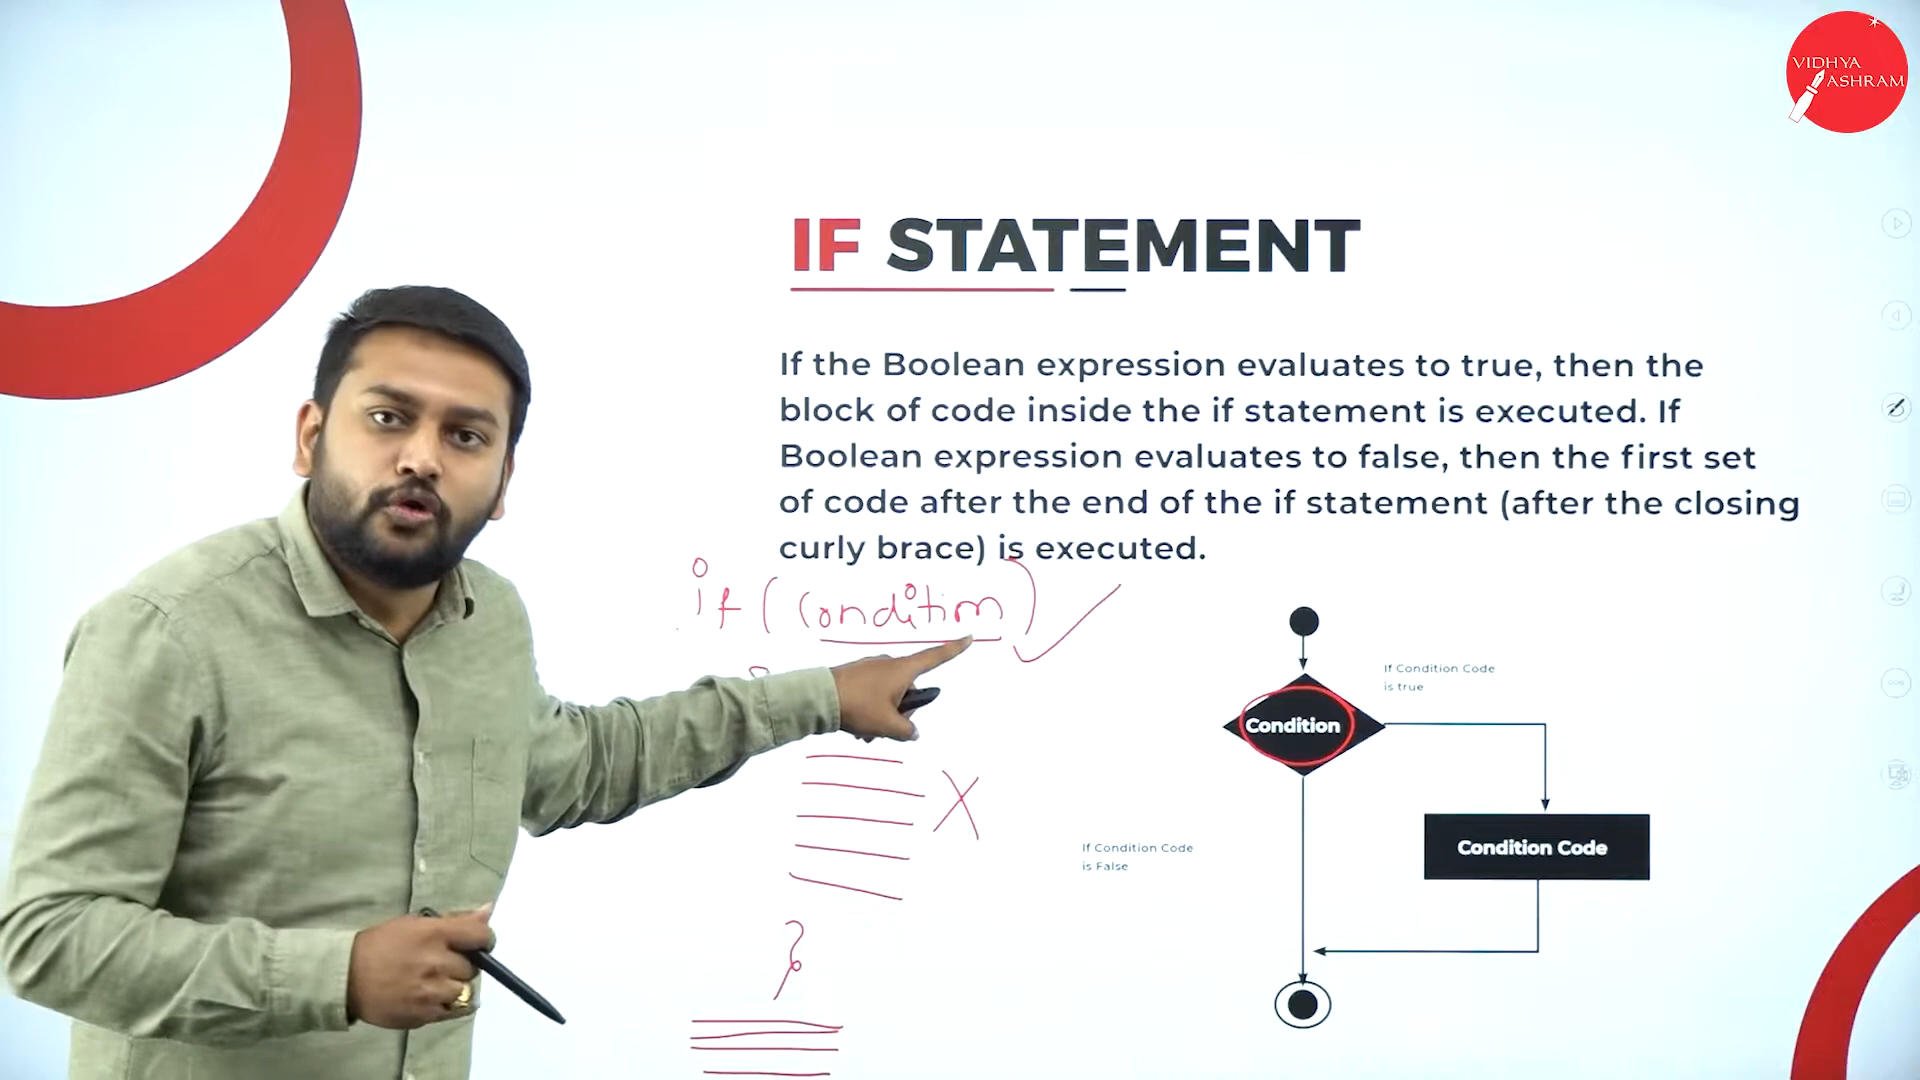 VIDHYA
ASHRAM
IF STATEMENT
If the Boolean expression evaluates to true, then the
block of code inside the if statement is executed. If
Boolean expression evaluates to false, then the first set
of code after the end of the if statement (after the closing
curly brace) is executed.
if (condition)
}
If Condition Code
is true
Condition
Condition Code
If Condition Code
is False